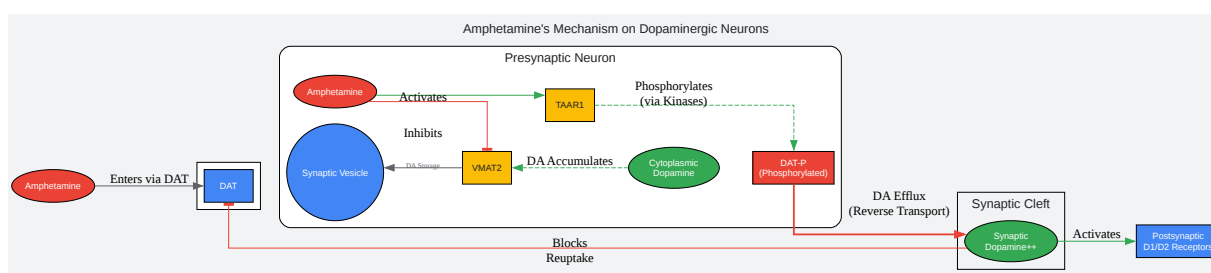 Amphetamine's Mechanism on Dopaminergic Neurons
Presynaptic Neuron
Amphetamine
Activates
TAAR1
Phosphorylates
(via Kinases)
Inhibits
Synaptic Vesicle
DA Storage
VMAT2
DA Accumulates
Cytoplasmic
Dopamine
DAT-P
(Phosphorylated)
Amphetamine
Enters via DAT
DAT
DA Efflux
(Reverse Transport)
Synaptic Cleft
Synaptic
Dopamine++
Activates
Postsynaptic
D1/D2 Receptors
Blocks
Reuptake